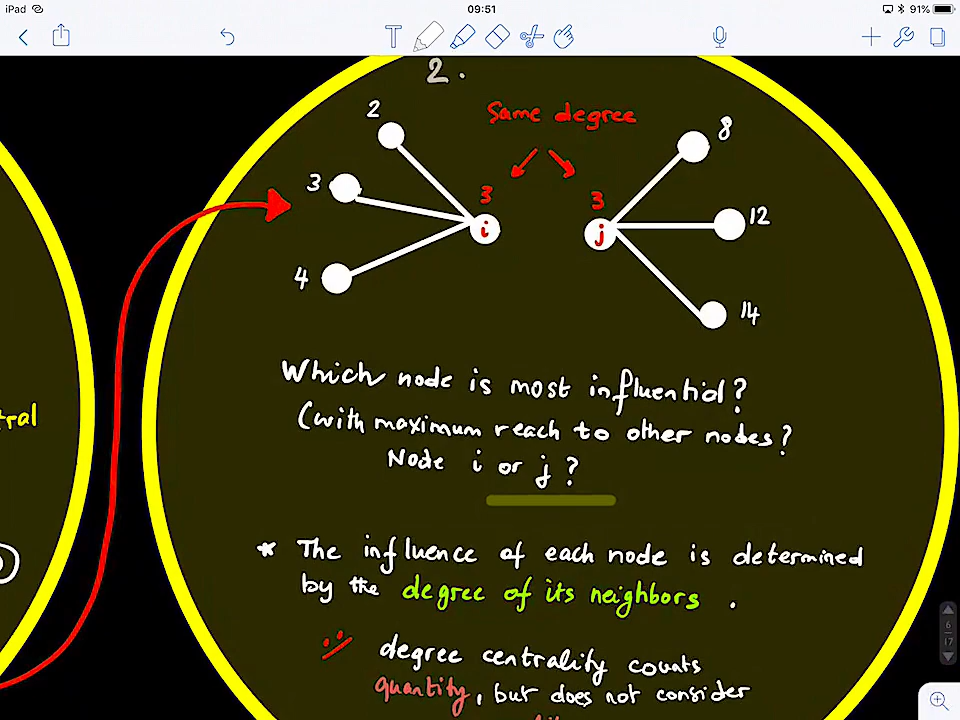 iPad
09:51
91%
T
2.
Same degree
2
8
3
3
3
12
i
j
4
14
tral
Which node is most influential?
(with maximum reach to other nodes?
Node i or j?
* The influence of each node is determined
by the degree of its neighbors .
degree centrality counts
quantity, but does not consider
6
17